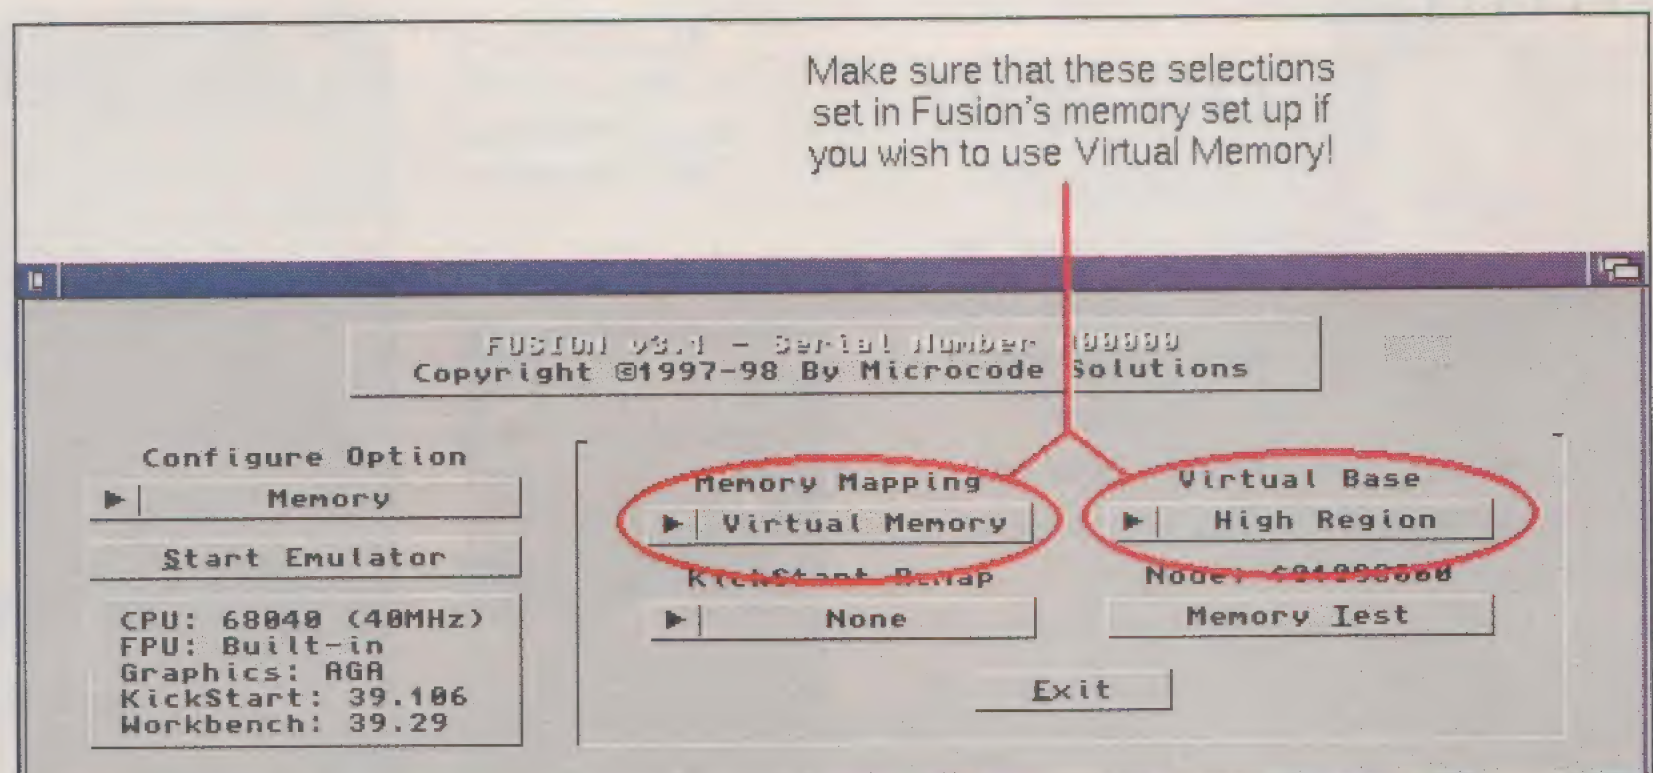 Make sure that these selections
set in Fusion's memory set up if
you wish to use Virtual Memory!
FUSION v3.1 - Serial Number 
Copyright ©1997-98 By Microcode Solutions
Configure Option
Memory
Start Emulator
CPU: 68040 (40MHz)
FPU: Built-in
Graphics: AGA
KickStart: 39.106
Workbench: 39.29
Memory Mapping
Virtual Memory
Virtual Base
High Region
KickStart Remap
None
Node:
Memory Test
Exit